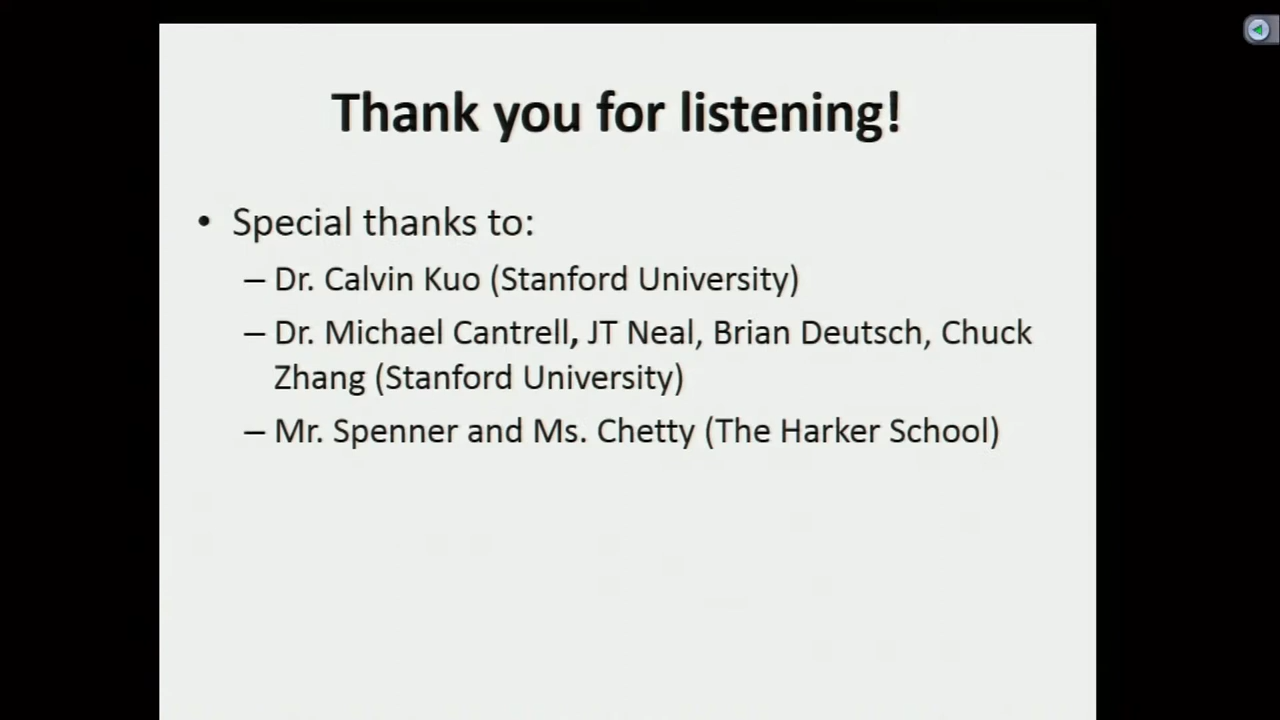 Thank you for listening!
• Special thanks to:
– Dr. Calvin Kuo (Stanford University)
– Dr. Michael Cantrell, JT Neal, Brian Deutsch, Chuck
Zhang (Stanford University)
– Mr. Spenner and Ms. Chetty (The Harker School)